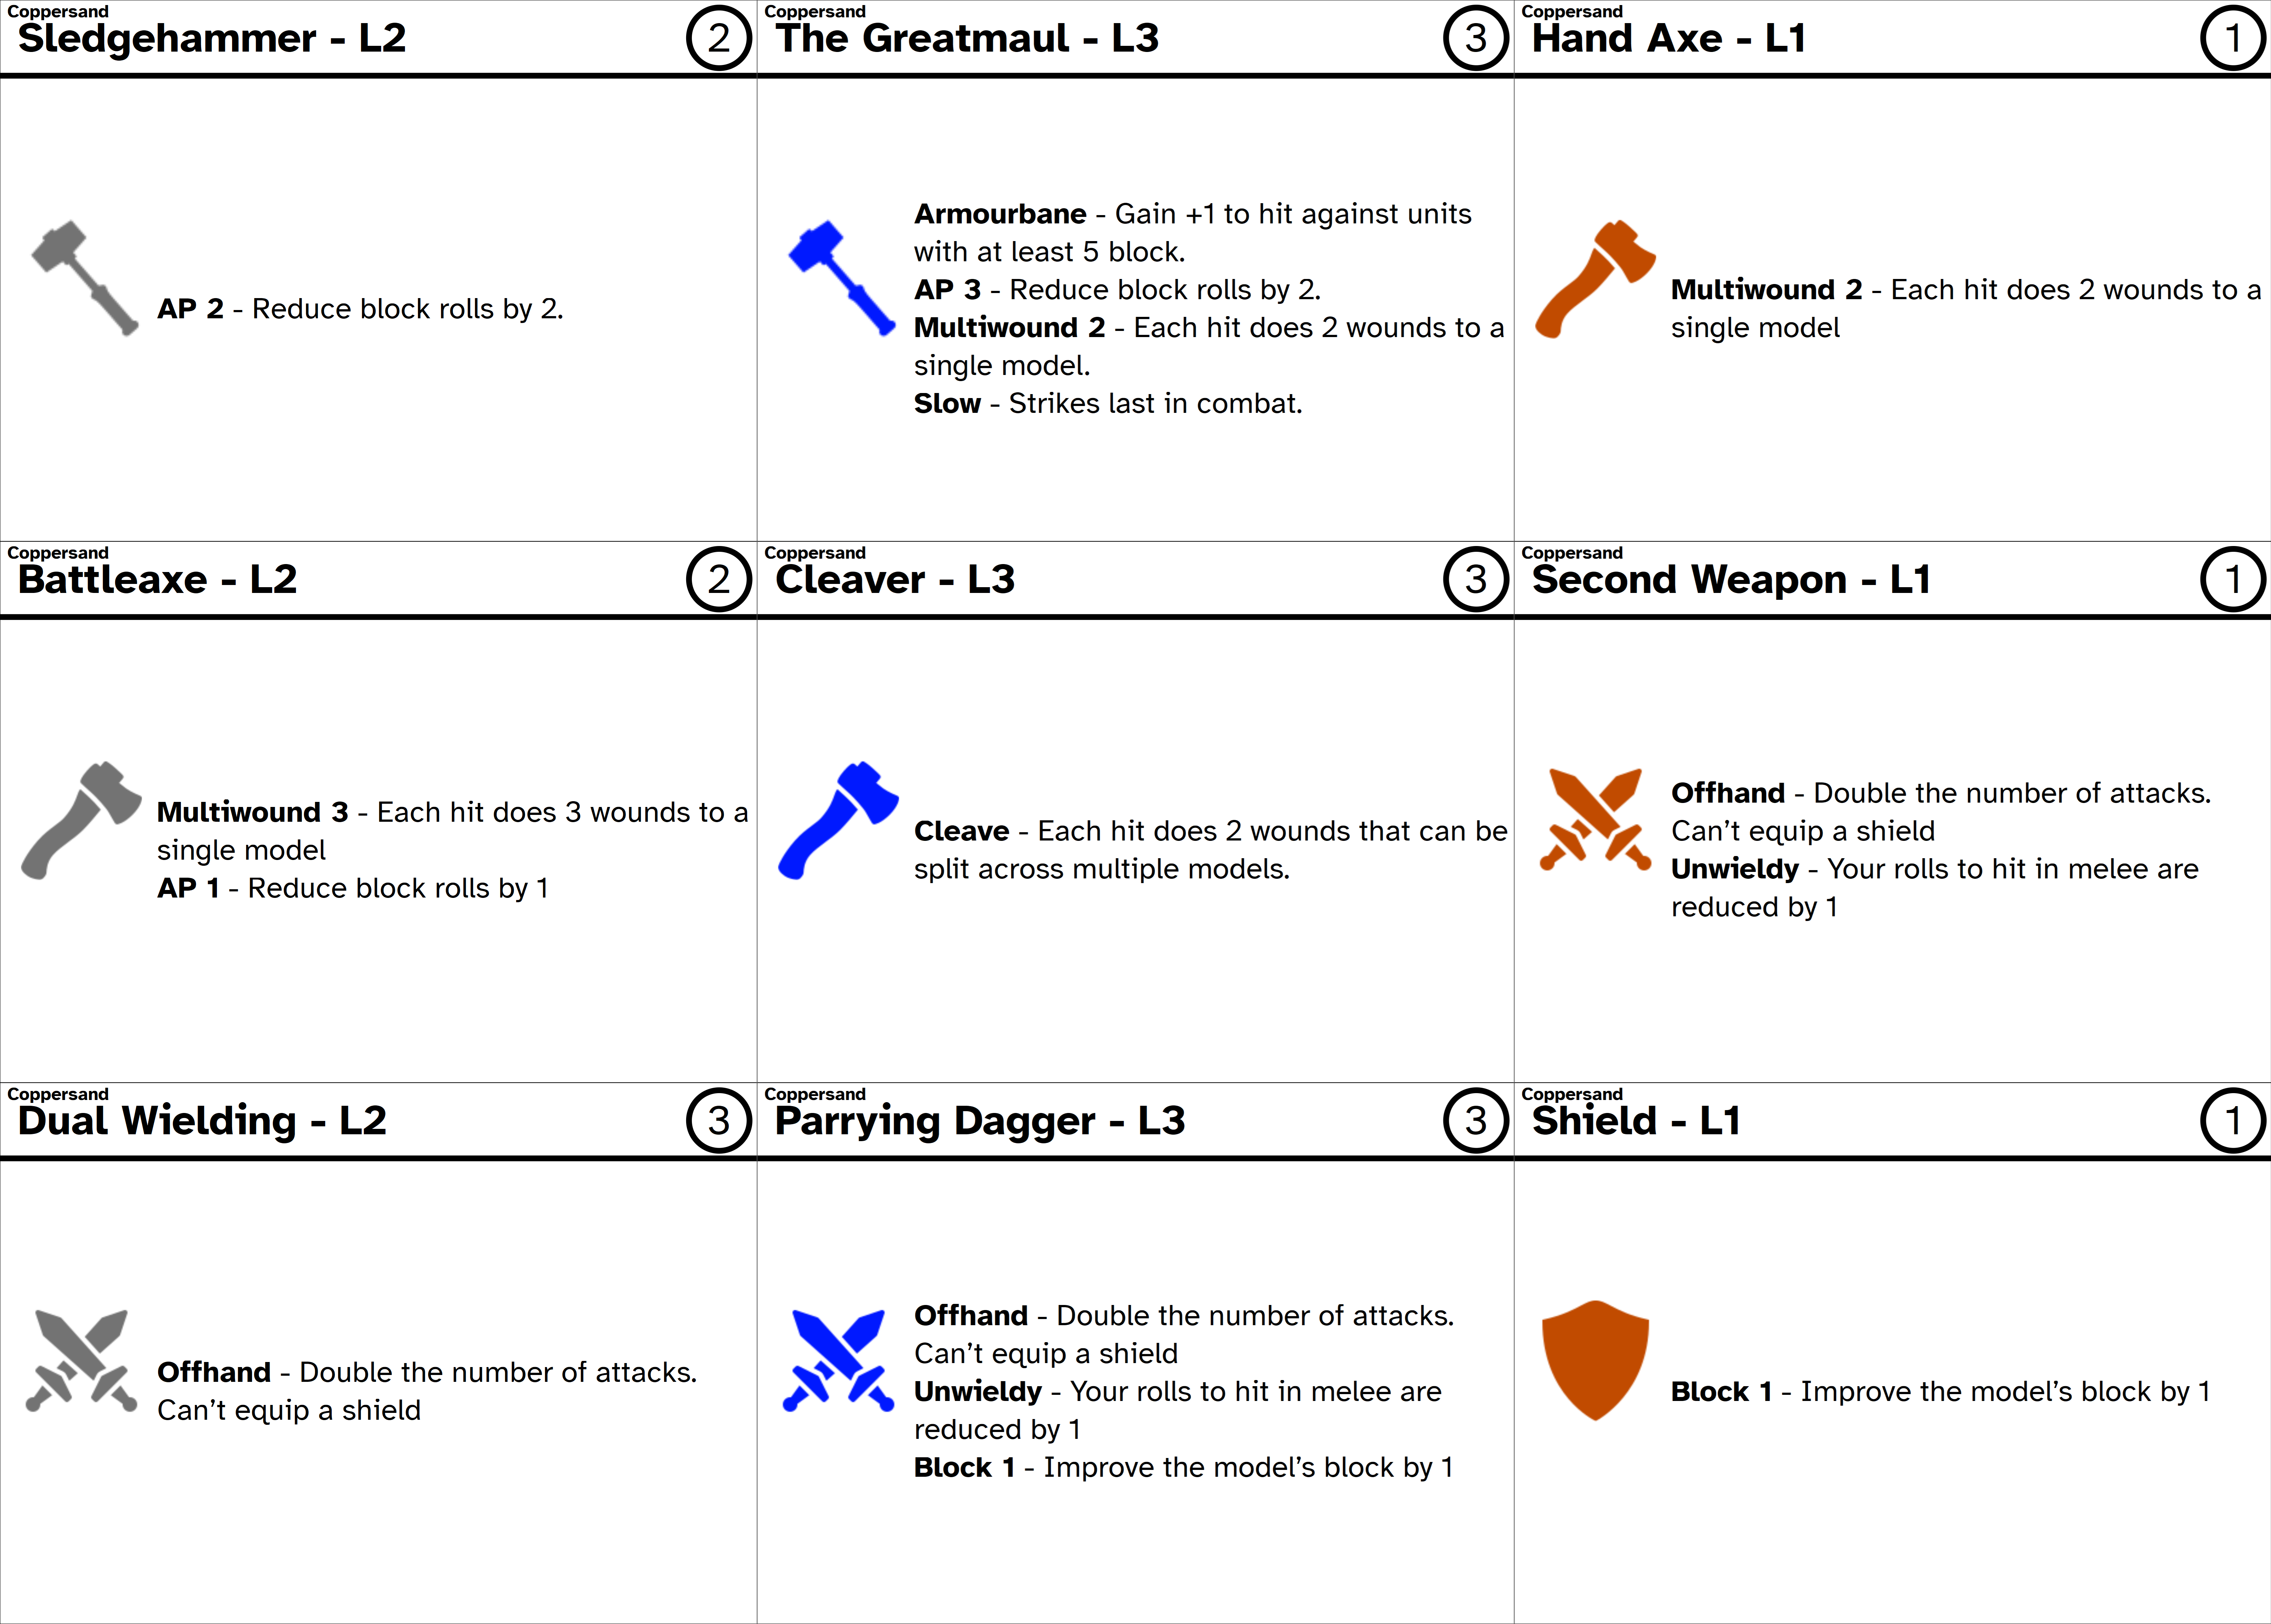 Coppersand
Sledgehammer - L2
2
AP 2 - Reduce block rolls by 2.
Coppersand
The Greatmaul - L3
3
Armourbane - Gain +1 to hit against units
with at least 5 block.
AP 3 - Reduce block rolls by 2.
Multiwound 2 - Each hit does 2 wounds to a
single model.
Slow - Strikes last in combat.
Coppersand
Hand Axe - L1
1
Multiwound 2 - Each hit does 2 wounds to a
single model
Coppersand
Battleaxe - L2
2
Multiwound 3 - Each hit does 3 wounds to a
single model
AP 1 - Reduce block rolls by 1
Coppersand
Cleaver - L3
3
Cleave - Each hit does 2 wounds that can be
split across multiple models.
Coppersand
Second Weapon - L1
1
Offhand - Double the number of attacks.
Can’t equip a shield
Unwieldy - Your rolls to hit in melee are
reduced by 1
Coppersand
Dual Wielding - L2
3
Offhand - Double the number of attacks.
Can’t equip a shield
Coppersand
Parrying Dagger - L3
3
Offhand - Double the number of attacks.
Can’t equip a shield
Unwieldy - Your rolls to hit in melee are
reduced by 1
Block 1 - Improve the model’s block by 1
Coppersand
Shield - L1
1
Block 1 - Improve the model’s block by 1